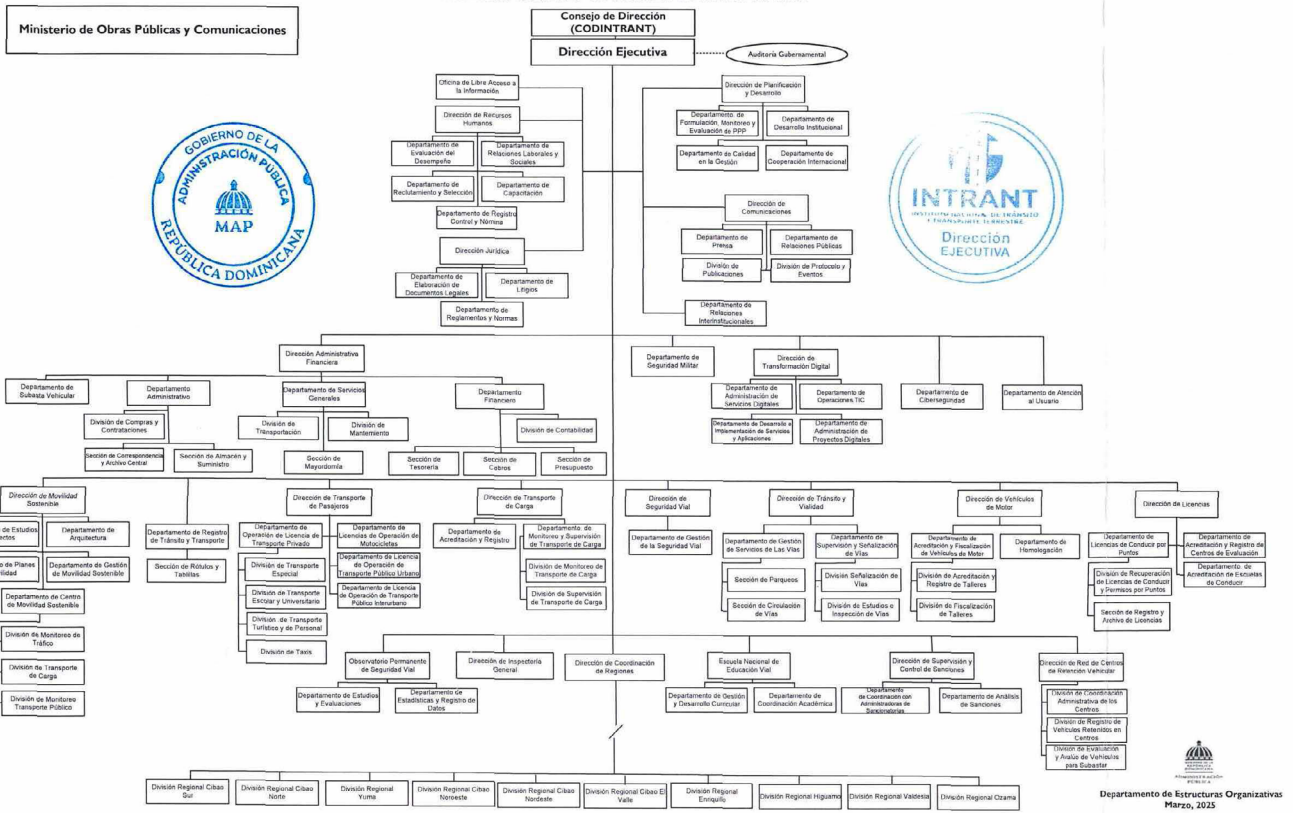 Ministerio de Obras Públicas y Comunicaciones
Consejo de Dirección
(CODINTRANT)
Dirección Ejecutiva
Auditoría Gubernamental
Oficina de Libre Acceso a
la Información
Dirección de Recursos
Humanos
Departamento de
Evaluación del
Desempeño
Departamento de
Relaciones Laborales y
Sociales
Departamento de
Reclutamiento y Selección
Departamento de
Capacitación
Departamento de Registro
Control y Nómina
Dirección Jurídica
Departamento de
Elaboración de
Documentos Legales
Departamento de
Litigios
Departamento de
Reglamentos y Normas
Dirección de Planificación
y Desarrollo
Departamento de
Formulación, Monitoreo y
Evaluación de PPP
Departamento de
Desarrollo Institucional
Departamento de Calidad
en la Gestión
Departamento de
Cooperación Internacional
Dirección de
Comunicaciones
Departamento de
Prensa
Departamento de
Relaciones Públicas
División de
Publicaciones
División de Protocolo y
Eventos
Departamento de
Relaciones
Interinstitucionales
GOBIERNO DE LA
REPÚBLICA DOMINICANA
ADMINISTRACIÓN PÚBLICA
MAP
INTRANT
INSTITUTO NACIONAL DE TRÁNSITO
Y TRANSPORTE TERRESTRE
Dirección
EJECUTIVA
Dirección Administrativa
Financiera
Departamento de
Seguridad Militar
Dirección de
Transformación Digital
Departamento de
Subasta Vehicular
Departamento
Administrativo
Departamento de Servicios
Generales
Departamento
Financiero
Departamento de
Administración de
Servicios Digitales
Departamento de
Operaciones TIC
Departamento de
Ciberseguridad
Departamento de Atención
al Usuario
División de Compras y
Contrataciones
División de
Transportación
División de
Mantemiento
División de Contabilidad
Departamento de Desarrollo e
Implementación de Servicios
y Aplicaciones
Departamento de
Administración de
Proyectos Digitales
Sección de Correspondencia
y Archivo Central
Sección de Almacén y
Suministro
Sección de
Mayordomía
Sección de
Tesorería
Sección de
Cabros
Sección de
Presupuesto
Dirección de Movilidad
Sostenible
de Estudios
ectos
Departamento de
Arquitectura
o de Planes
ilidad
Departamento de Gestión
de Movilidad Sostenible
Departamento de Centro
de Movilidad Sostenible
División de Monitoreo de
Tráfico
División de Transporte
de Carga
División de Monitoreo
Transporte Público
Departamento de Registro
de Tránsito y Transporte
Sección de Rótulos y
Tablillas
Dirección de Transporte
de Pasajeros
Departamento de
Operación de Licencia de
Transporte Privado
Departamento de
Licencias de Operación de
Motocicletas
División de Transporte
Especial
Departamento de Licencia
de Operación de
Transporte Público Urbano
División de Transporte
Escolar y Universitario
Departamento de Licencia
de Operación de Transporte
Público Interurbano
División de Transporte
Turístico y de Personal
División de Taxis
Dirección de Transporte
de Carga
Departamento de
Acreditación y Registro
Departamento de
Monitoreo y Supervisión
de Transporte de Carga
División de Monitoreo de
Transporte de Carga
División de Supervisión
de Transporte de Carga
Dirección de
Seguridad Vial
Departamento de Gestión
de la Seguridad Vial
Dirección de Tránsito y
Vialidad
Departamento de Gestión
de Servicios de Las Vías
Departamento de
Supervisión y Señalización
de Vías
Sección de Parqueos
División Señalización de
Vías
Sección de Circulación
de Vías
División de Estudios e
Inspección de Vías
Dirección de Vehículos
de Motor
Departamento de
Acreditación y Fiscalización
de Vehículos de Motor
Departamento de
Homologación
División de Acreditación y
Registro de Talleres
División de Fiscalización
de Talleres
Dirección de Licencias
Departamento de
Licencias de Conducir por
Puntos
Departamento de
Acreditación y Registro de
Centros de Evaluación
División de Recuperación
de Licencias de Conducir
y Permisos por Puntos
Departamento de
Acreditación de Escuelas
de Conducir
Sección de Registro y
Archivo de Licencias
Observatorio Permanente
de Seguridad Vial
Dirección de Inspectería
General
Dirección de Coordinación
de Regiones
Escuela Nacional de
Educación Vial
Dirección de Supervisión y
Control de Sanciones
Dirección de Red de Centros
de Retención Vehicular
Departamento de Estudios
y Evaluaciones
Departamento de
Estadísticas y Registro de
Datos
Departamento de Gestión
y Desarrollo Curricular
Departamento de
Coordinación Académica
Departamento
de Coordinación con
Administradoras de
Sancionatorias
Departamento de Análisis
de Sanciones
División de Coordinación
Administrativa de los
Centros
División de Registro de
Vehículos Retenidos en
Centros
División de Evaluación
y Avalúo de Vehículos
para Subastar
División Regional Cibao
Sur
División Regional Cibao
Norte
División Regional
Yuma
División Regional Cibao
Noroeste
División Regional Cibao
Nordeste
División Regional Cibao El
Valle
División Regional
Enriquillo
División Regional Higuamo
División Regional Valdesia
División Regional Ozama
Departamento de Estructuras Organizativas
Marzo, 2025